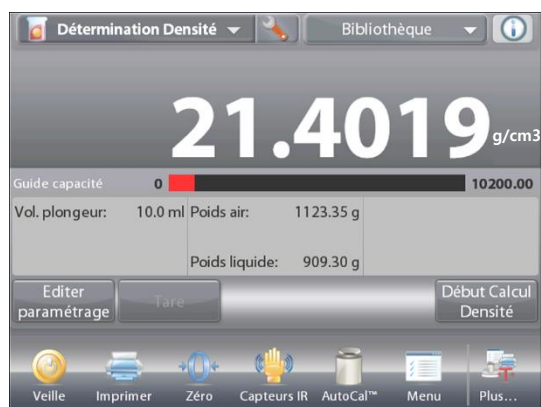 Détermination Densité Bibliothèque
21.4019 g/cm3
Guide capacité 0 10200.00
Vol. plongeur: 10.0 ml Poids air: 1123.35 g
Poids liquide: 909.30 g
Editer
paramétrage
Tare
Début Calcul
Densité
Veille Imprimer Zéro Capteurs IR AutoCal™ Menu Plus...